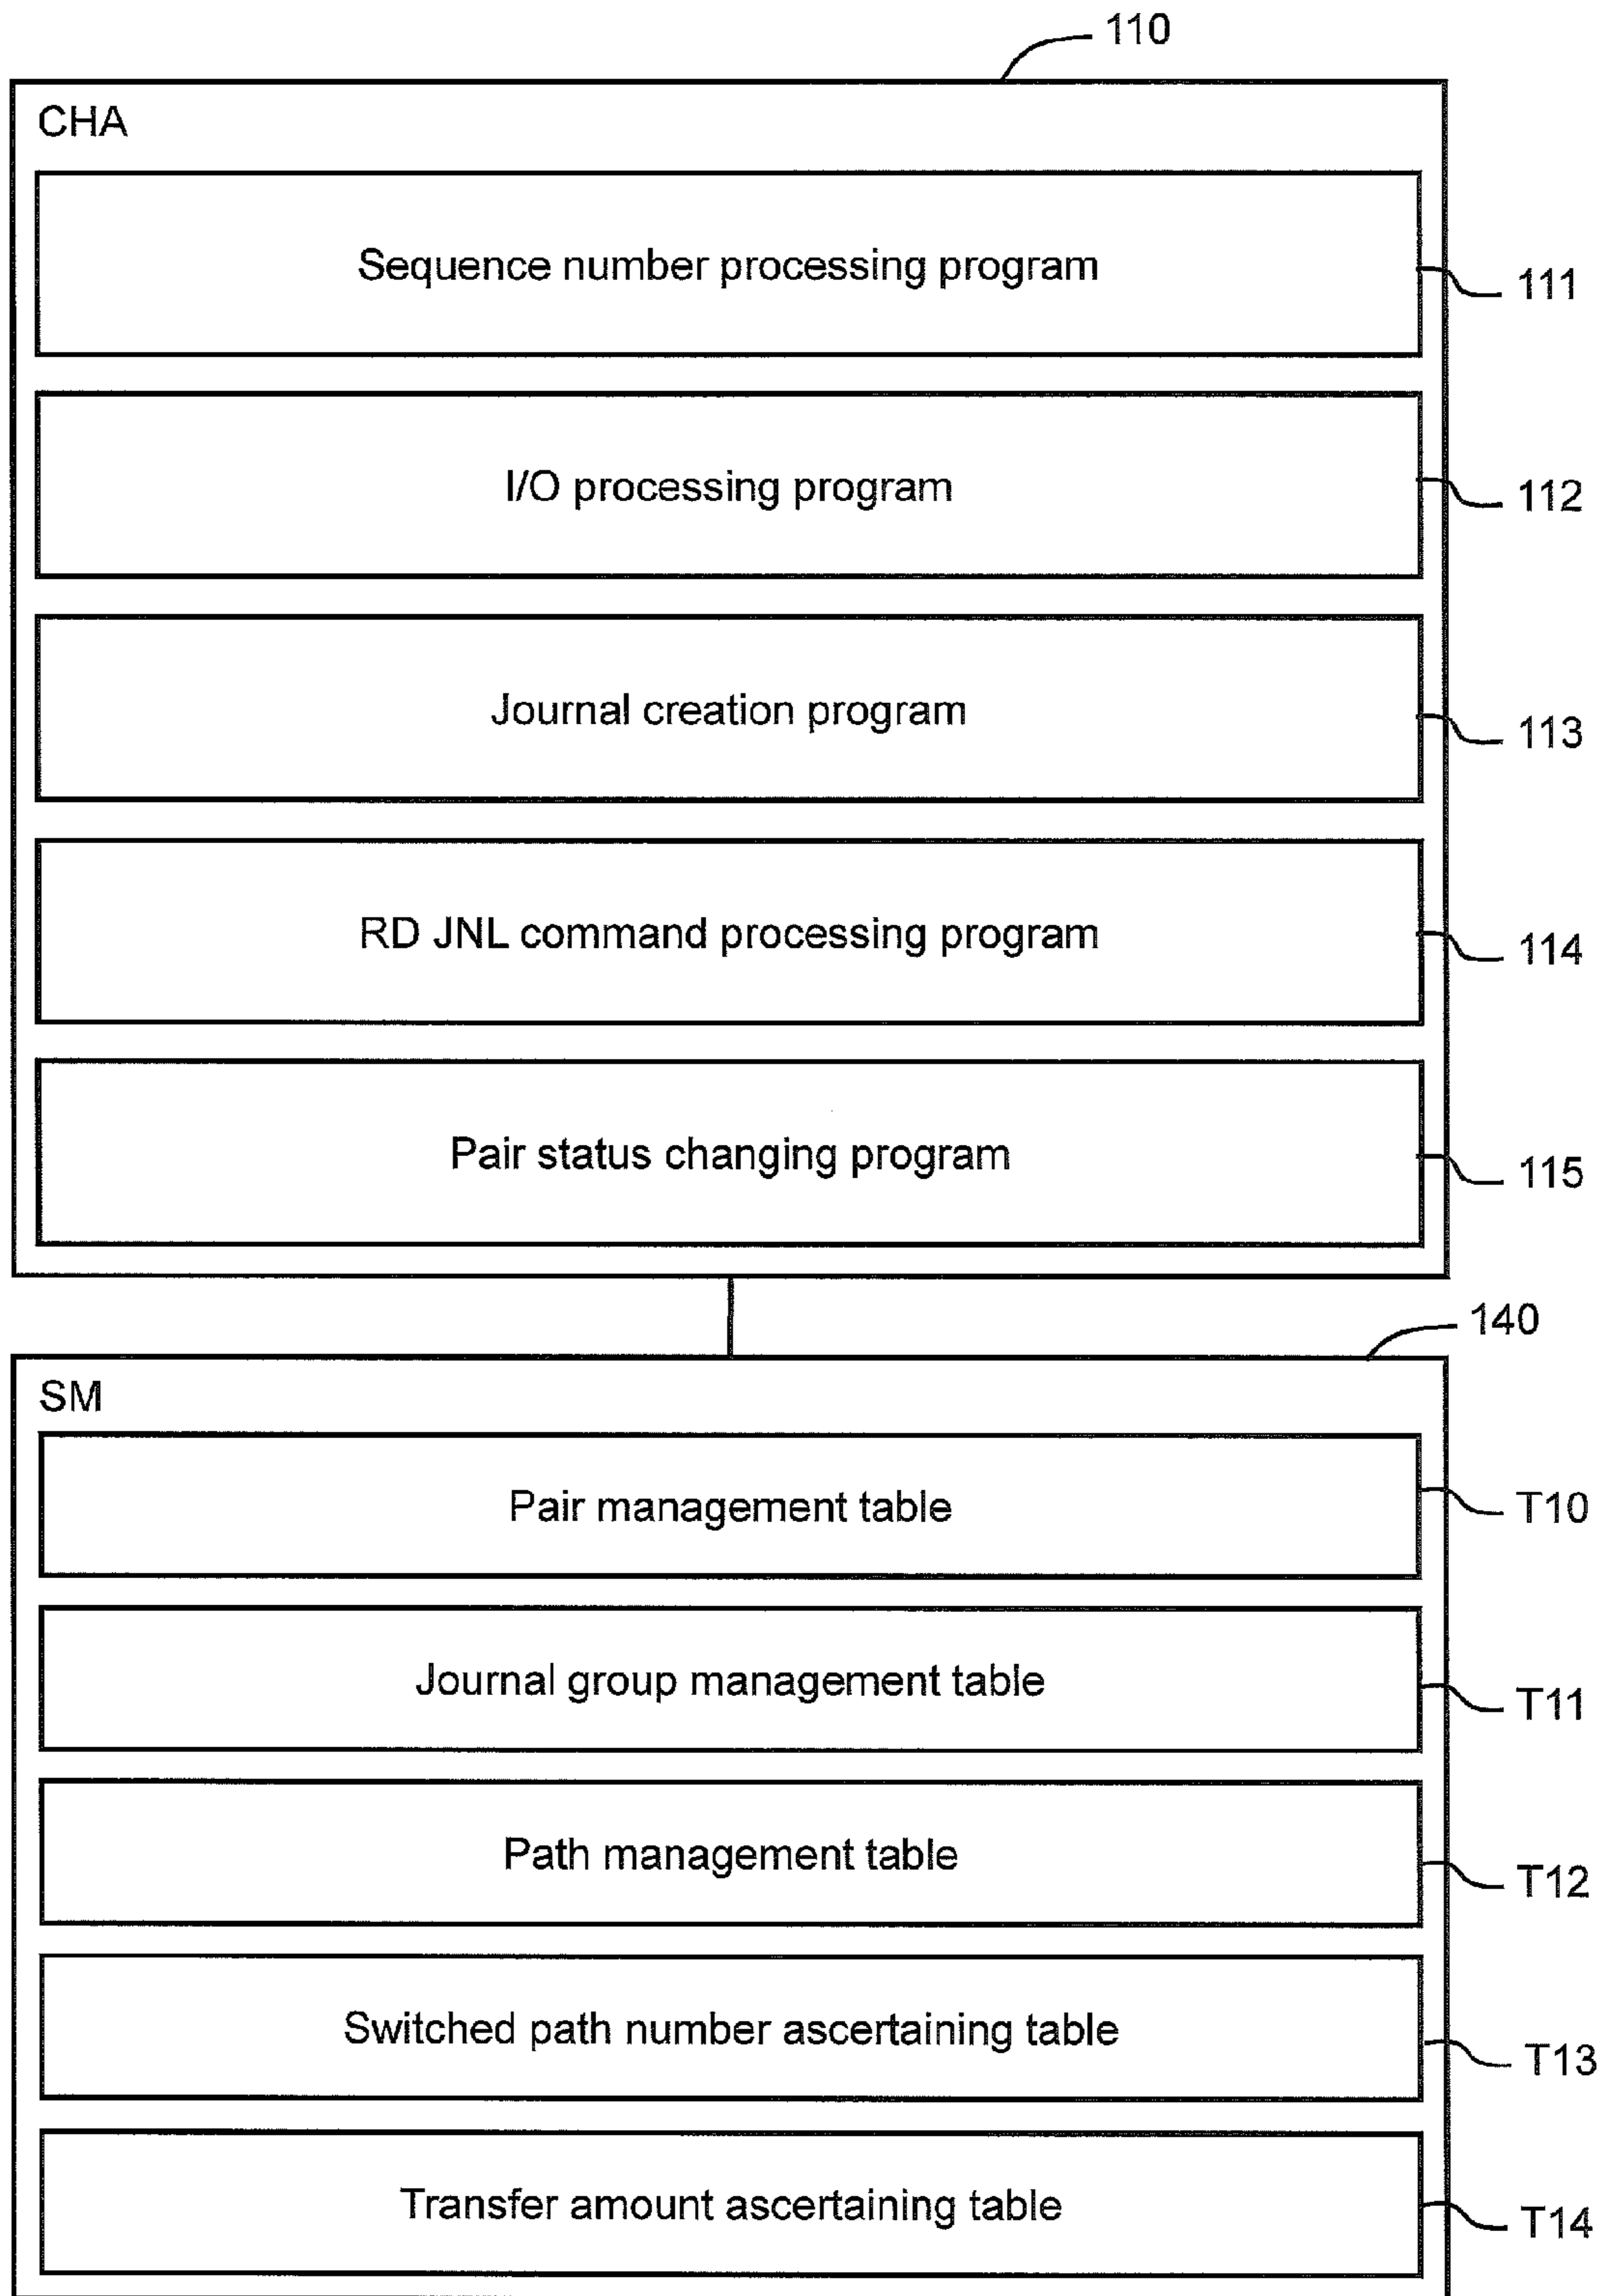 110
CHA
Sequence number processing program
111
I/O processing program
112
Journal creation program
113
RD JNL command processing program
114
Pair status changing program
115
140
SM
Pair management table
T10
Journal group management table
T11
Path management table
T12
Switched path number ascertaining table
T13
Transfer amount ascertaining table
T14